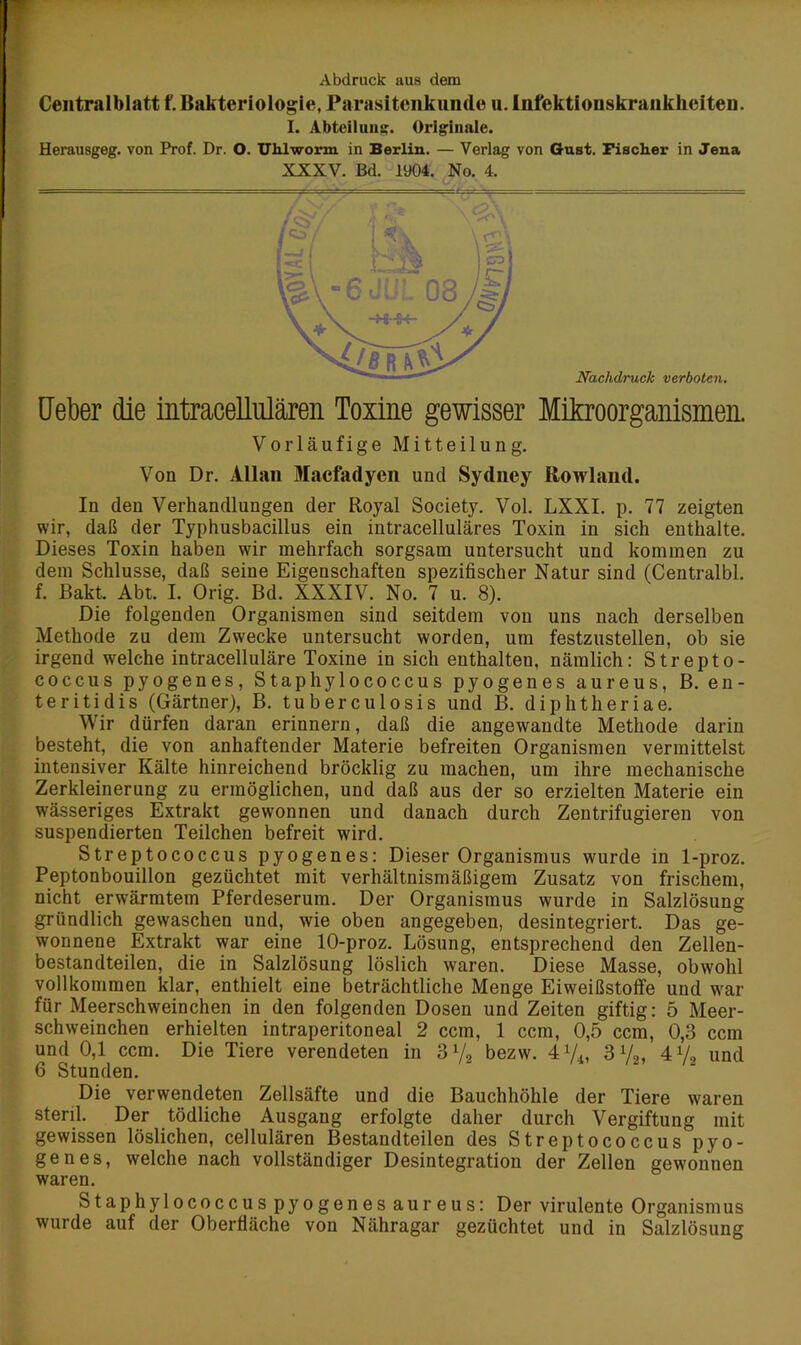 Abdruck aus dem
Centralblatt f. Bakteriologie, Parasitenkunde u. Infektionskrankheiten.
I. Abteilung. Originale.
Herausgeg. von Prof. Dr. O. Uhlworm in Berlin. — Verlag von Gust. Fischer in Jena
XXXV. Bd. 1904. No. 4.
ROYAL COLL OF ENGLAND
-6 JUL 08
LIBRARY
Nachdruck verboten.
Ueber die intracellulären Toxine gewisser Mikroorganismen.
Vorläufige Mitteilung.
Von Dr. Allan Macfadyen und Sydney Rowland.
In den Verhandlungen der Royal Society. Vol. LXXI. p. 77 zeigten
wir, daß der Typhusbacillus ein intracelluläres Toxin in sich enthalte.
Dieses Toxin haben wir mehrfach sorgsam untersucht und kommen zu
dem Schlusse, daß seine Eigenschaften spezifischer Natur sind (Centralbl.
f. Bakt. Abt. I. Orig. Bd. XXXIV. No. 7 u. 8).
Die folgenden Organismen sind seitdem von uns nach derselben
Methode zu dem Zwecke untersucht worden, um festzustellen, ob sie
irgend welche intracelluläre Toxine in sich enthalten, nämlich: Strepto-
coccus pyogenes, Staphylococcus pyogenes aureus, B. en-
teritidis (Gärtner), B. tuberculosis und B. diphtheriae.
Wir dürfen daran erinnern, daß die angewandte Methode darin
besteht, die von anhaftender Materie befreiten Organismen vermittelst
intensiver Kälte hinreichend bröcklig zu machen, um ihre mechanische
Zerkleinerung zu ermöglichen, und daß aus der so erzielten Materie ein
wässeriges Extrakt gewonnen und danach durch Zentrifugieren von
suspendierten Teilchen befreit wird.
Streptococcus pyogenes: Dieser Organismus wurde in 1-proz.
Peptonbouillon gezüchtet mit verhältnismäßigem Zusatz von frischem,
nicht erwärmtem Pferdeserum. Der Organismus wurde in Salzlösung
gründlich gewaschen und, wie oben angegeben, desintegriert. Das ge-
wonnene Extrakt war eine 10-proz. Lösung, entsprechend den Zellen-
bestandteilen, die in Salzlösung löslich waren. Diese Masse, obwohl
vollkommen klar, enthielt eine beträchtliche Menge Eiweißstoffe und war
für Meerschweinchen in den folgenden Dosen und Zeiten giftig: 5 Meer-
schweinchen erhielten intraperitoneal 2 ccm, 1 ccm, 0,5 ccm, 0,3 ccm
und 0,1 ccm. Die Tiere verendeten in 3 1/2 bezw. 4 1/4, 3 1/2, 4 1/2 und
6 Stunden.
Die verwendeten Zellsäfte und die Bauchhöhle der Tiere waren
steril. Der tödliche Ausgang erfolgte daher durch Vergiftung mit
gewissen löslichen, cellulären Bestandteilen des Streptococcus pyo-
genes, welche nach vollständiger Desintegration der Zellen gewonnen
waren.
Staphylococcus pyogenes aureus: Der virulente Organismus
wurde auf der Oberfläche von Nähragar gezüchtet und in Salzlösung